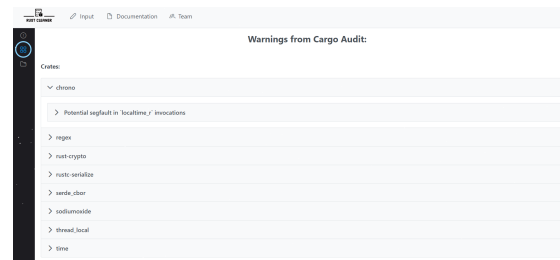 RUST CLEANER
Input
Documentation
Team
Warnings from Cargo Audit:
Crates:
chrono
Potential segfault in `localtime_r` invocations
regex
rust-crypto
rustc-serialize
serde_cbor
sodiumoxide
thread_local
time